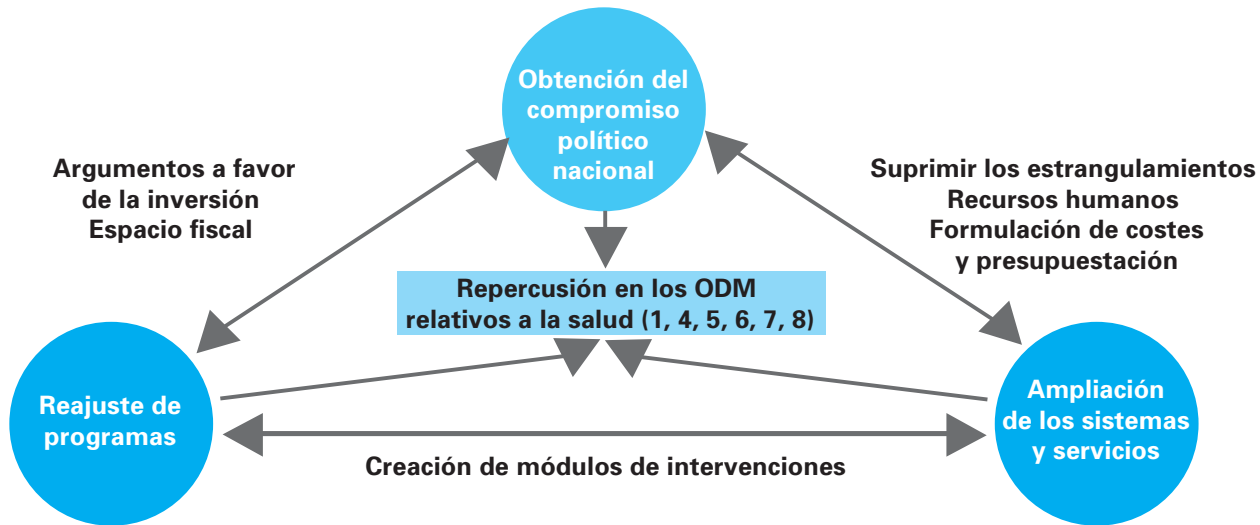 Obtención del
compromiso
político
nacional
Argumentos a favor
de la inversión
Espacio fiscal
Suprimir los estrangulamientos
Recursos humanos
Formulación de costes
y presupuestación
Repercusión en los ODM
relativos a la salud (1, 4, 5, 6, 7, 8)
Reajuste de
programas
Ampliación
de los sistemas
y servicios
Creación de módulos de intervenciones